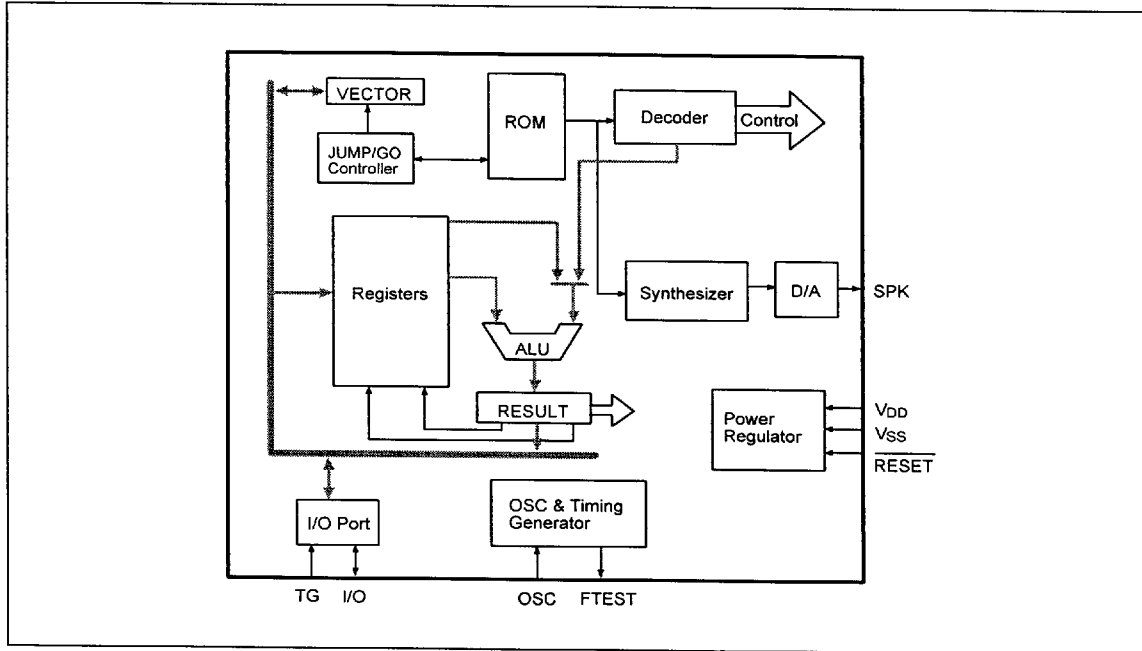 VECTOR
ROM
Decoder
Control
JUMP/GO
Controller
Registers
Synthesizer
D/A
SPK
ALU
RESULT
Power
Regulator
VDD
VSS
RESET
I/O Port
OSC & Timing
Generator
TG
I/O
OSC
FTEST